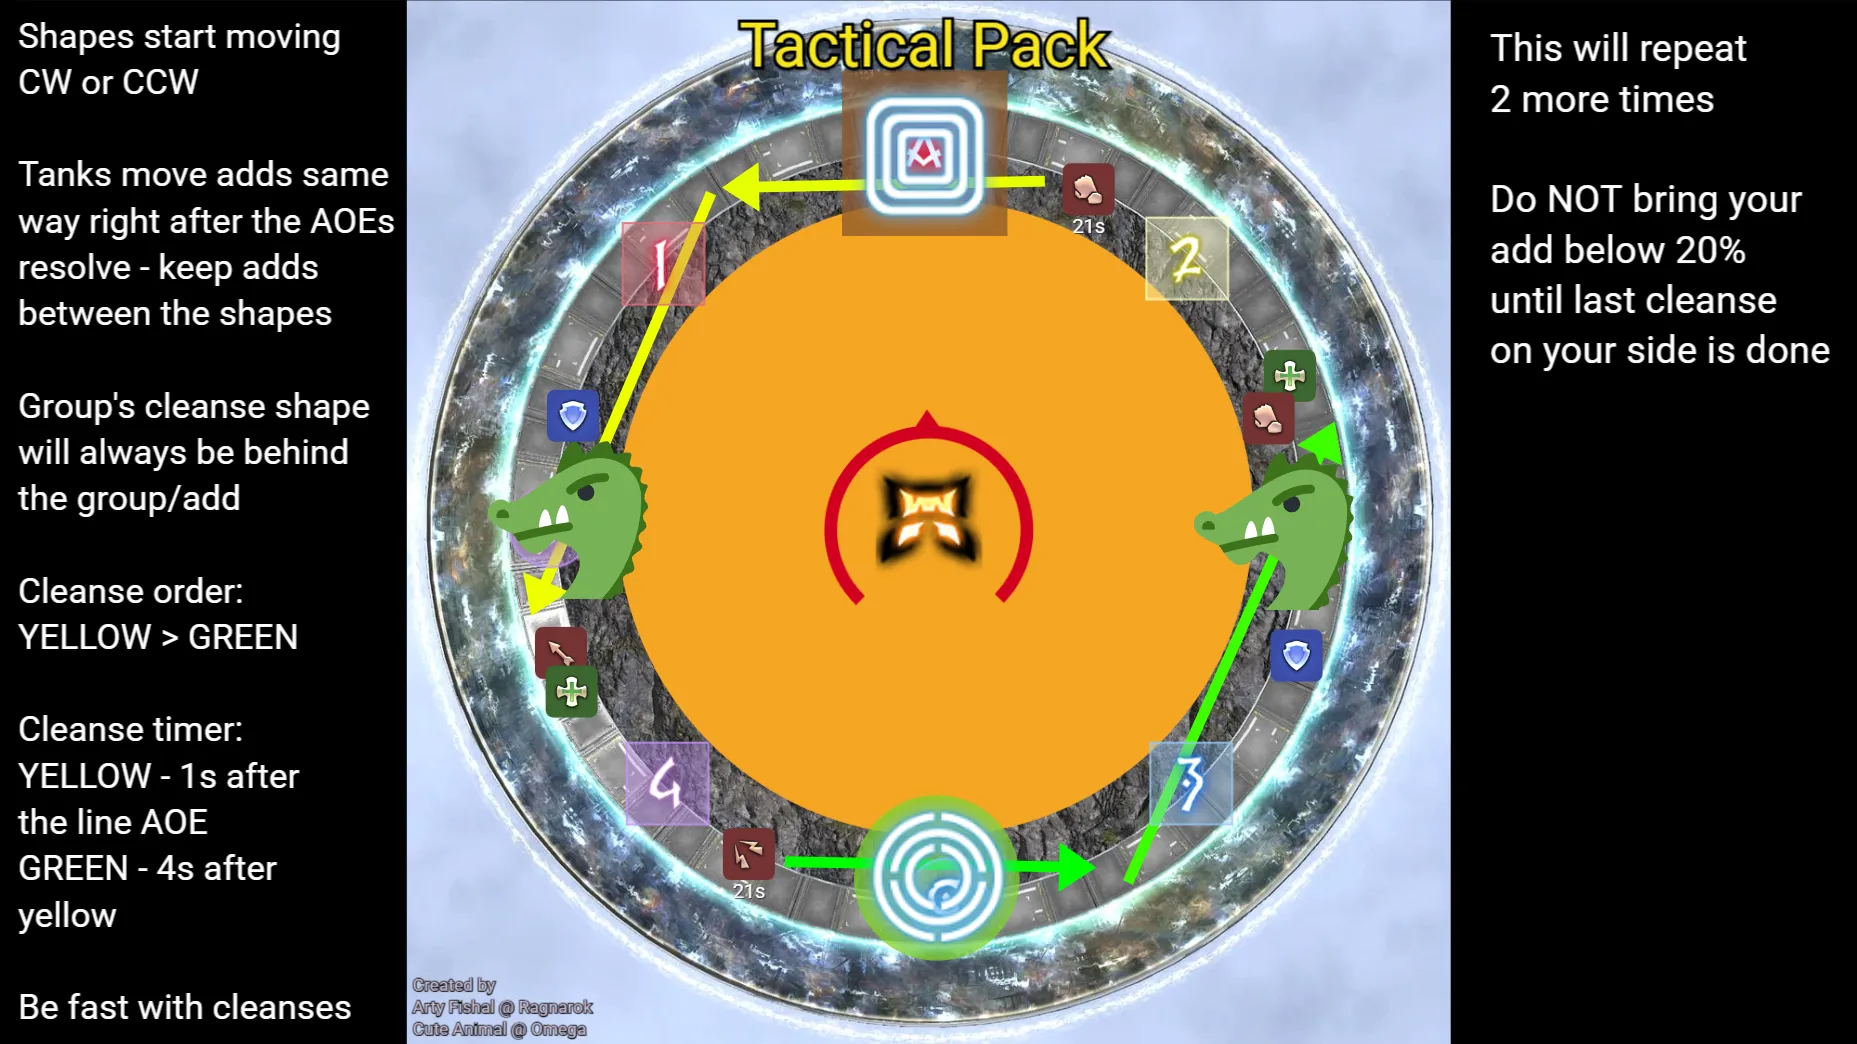 Tactical Pack
Shapes start moving
CW or CCW
Tanks move adds same
way right after the AOEs
resolve - keep adds
between the shapes
Group's cleanse shape
will always be behind
the group/add
Cleanse order:
YELLOW > GREEN
Cleanse timer:
YELLOW - 1s after
the line AOE
GREEN - 4s after
yellow
Be fast with cleanses
A
21s
1
2
4
3
21s
Created by
Arty Fishal @ Ragnarok
Cute Animal @ Omega
This will repeat
2 more times
Do NOT bring your
add below 20%
until last cleanse
on your side is done